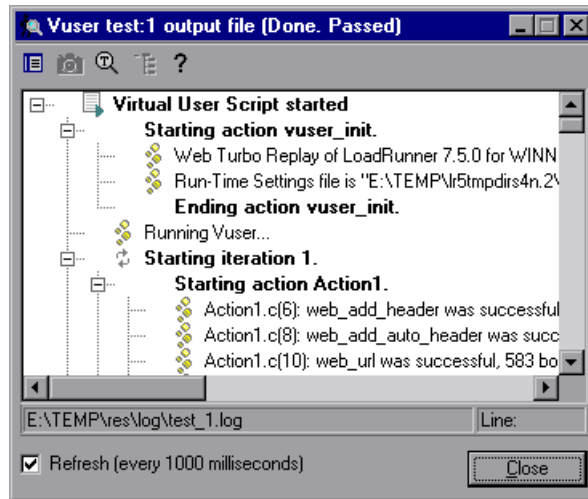 Vuser test:1 output file (Done. Passed)
?
Virtual User Script started
Starting action vuser_init.
Web Turbo Replay of LoadRunner 7.5.0 for WINN
Run-Time Settings file is "E:\TEMP\lr5tmpdirs4n.2\
Ending action vuser_init.
Running Vuser...
Starting iteration 1.
Starting action Action1.
Action1.c(6): web_add_header was successful
Action1.c(8): web_add_auto_header was succ
Action1.c(10): web_url was successful, 583 bo
E:\TEMP\res\log\test_1.log
Line:
Refresh (every 1000 milliseconds)
Close